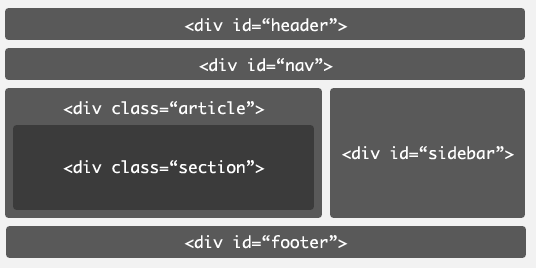 <div id=“header”>
<div id=“nav”>
<div class=“article”>
<div class=“section”>
<div id=“sidebar”>
<div id=“footer”>